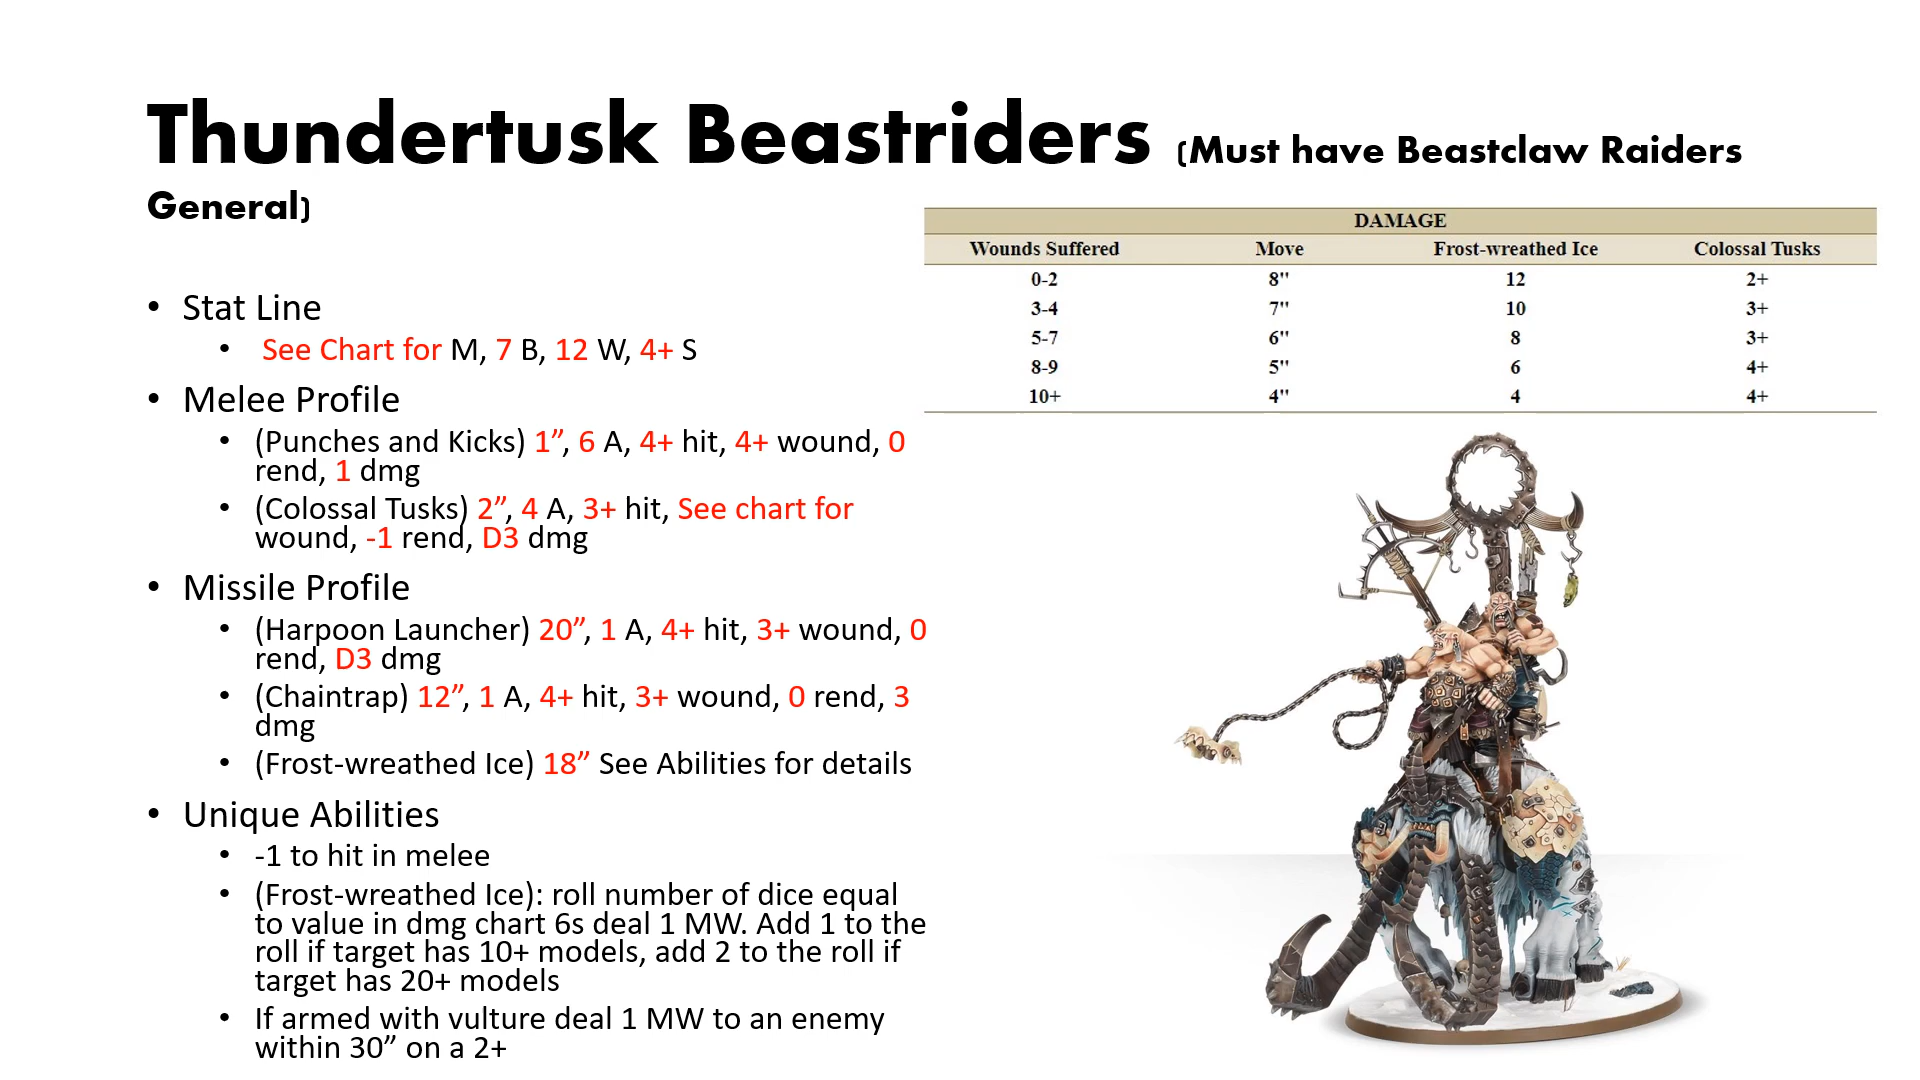 Thundertusk Beastriders (Must have Beastclaw Raiders
General)
DAMAGE
Wounds Suffered Move Frost-wreathed Ice Colossal Tusks
0-2 8" 12 2+
3-4 7" 10 3+
5-7 6" 8 3+
8-9 5" 6 4+
10+ 4" 4 4+
• Stat Line
• See Chart for M, 7 B, 12 W, 4+ S
• Melee Profile
• (Punches and Kicks) 1”, 6 A, 4+ hit, 4+ wound, 0
rend, 1 dmg
• (Colossal Tusks) 2”, 4 A, 3+ hit, See chart for
wound, -1 rend, D3 dmg
• Missile Profile
• (Harpoon Launcher) 20”, 1 A, 4+ hit, 3+ wound, 0
rend, D3 dmg
• (Chaintrap) 12”, 1 A, 4+ hit, 3+ wound, 0 rend, 3
dmg
• (Frost-wreathed Ice) 18” See Abilities for details
• Unique Abilities
• -1 to hit in melee
• (Frost-wreathed Ice): roll number of dice equal
to value in dmg chart 6s deal 1 MW. Add 1 to the
roll if target has 10+ models, add 2 to the roll if
target has 20+ models
• If armed with vulture deal 1 MW to an enemy
within 30” on a 2+